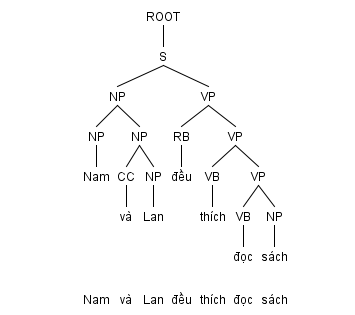 ROOT
S
NP VP
NP NP RB VP
Nam CC NP đều VB VP
và Lan thích VB NP
đọc sách
Nam và Lan đều thích đọc sách